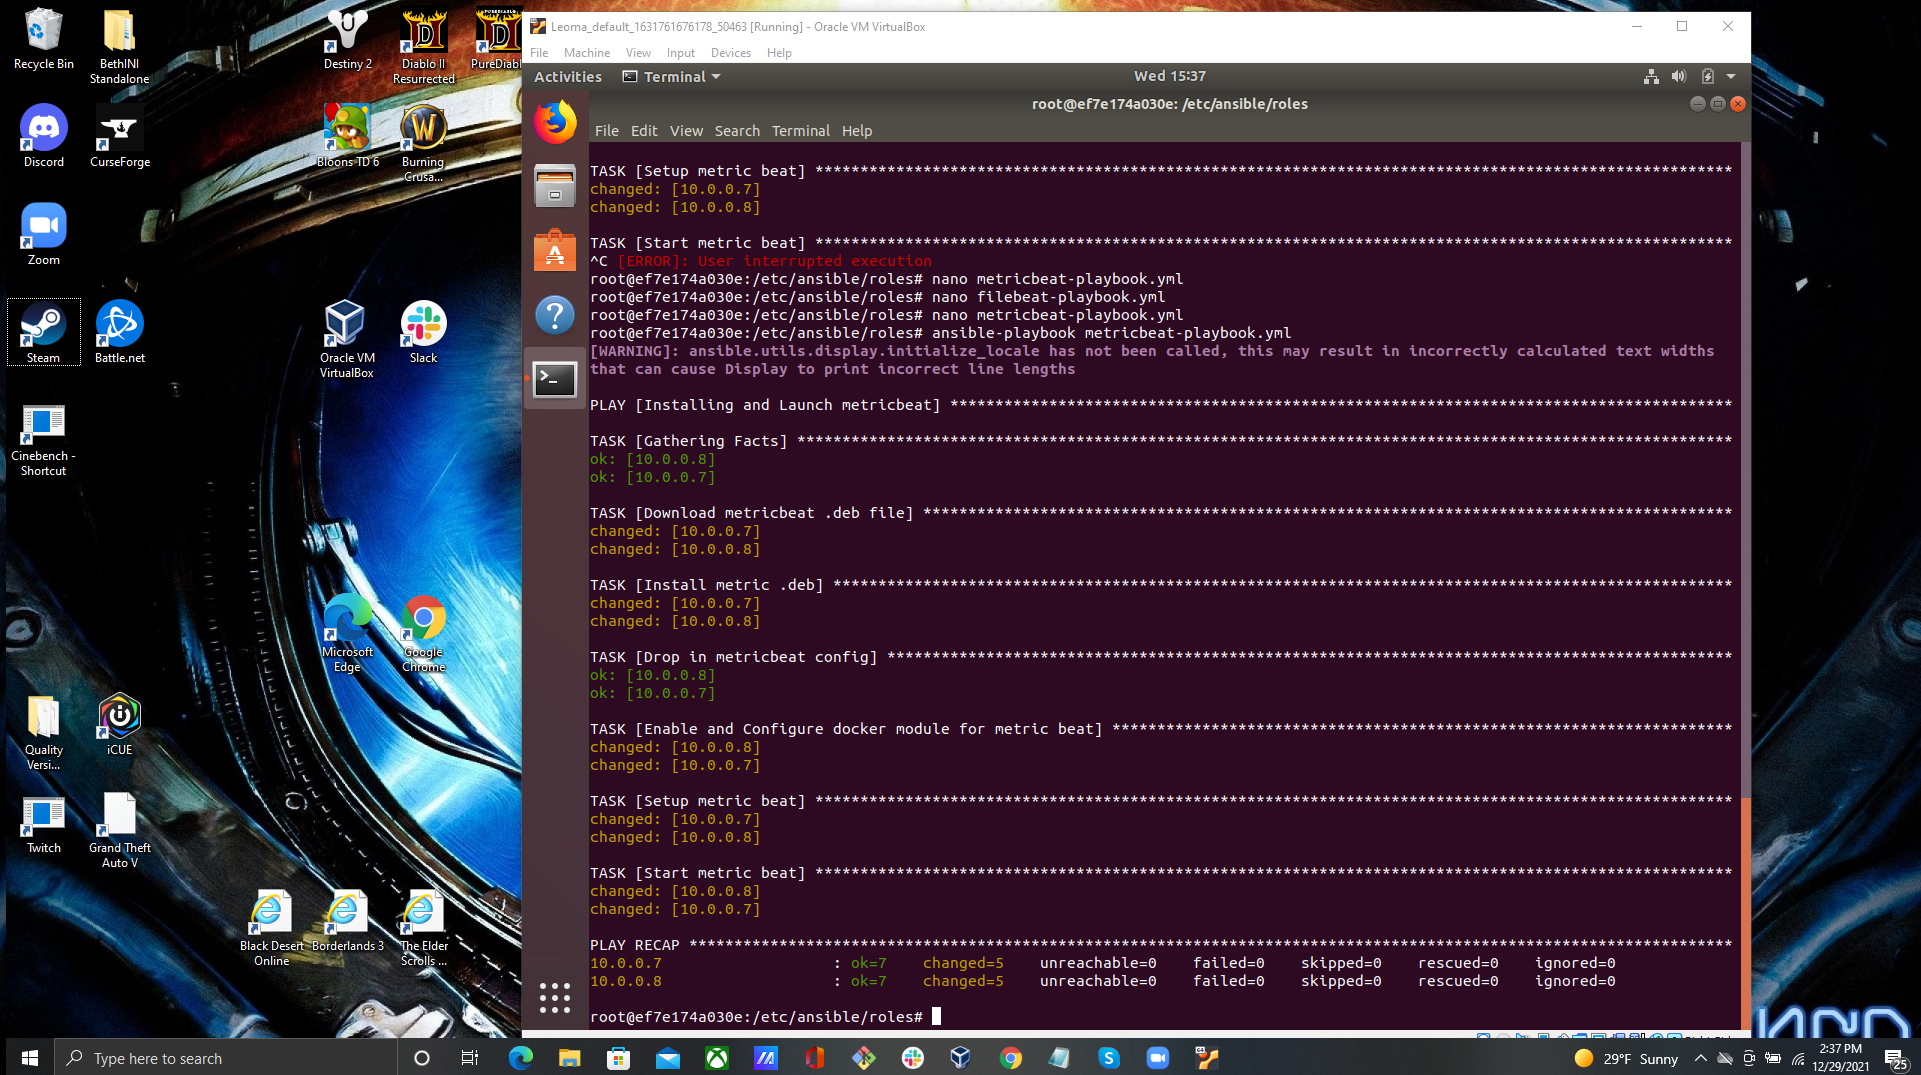 Recycle Bin
BethINI
Standalone
Destiny 2
Diablo II
Resurrected
PureDiabl
Discord
CurseForge
Bloons TD 6
Burning
Crusa...
Zoom
Steam
Battle.net
Oracle VM
VirtualBox
Slack
Cinebench -
Shortcut
Microsoft
Edge
Google
Chrome
Quality
Versi...
iCUE
Twitch
Grand Theft
Auto V
Black Desert
Online
Borderlands 3
The Elder
Scrolls ...
Leoma_default_1631761676178_50463 [Running] - Oracle VM VirtualBox
File Machine View Input Devices Help
Activities Terminal Wed 15:37
root@ef7e174a030e: /etc/ansible/roles
File Edit View Search Terminal Help
TASK [Setup metric beat] ******************************************************************************************************
changed: [10.0.0.7]
changed: [10.0.0.8]
TASK [Start metric beat] ******************************************************************************************************
^C [ERROR]: User interrupted execution
root@ef7e174a030e:/etc/ansible/roles# nano metricbeat-playbook.yml
root@ef7e174a030e:/etc/ansible/roles# nano filebeat-playbook.yml
root@ef7e174a030e:/etc/ansible/roles# nano metricbeat-playbook.yml
root@ef7e174a030e:/etc/ansible/roles# ansible-playbook metricbeat-playbook.yml
[WARNING]: ansible.utils.display.initialize_locale has not been called, this may result in incorrectly calculated text widths
that can cause Display to print incorrect line lengths
PLAY [Installing and Launch metricbeat] ***************************************************************************************
TASK [Gathering Facts] ********************************************************************************************************
ok: [10.0.0.8]
ok: [10.0.0.7]
TASK [Download metricbeat .deb file] ******************************************************************************************
changed: [10.0.0.7]
changed: [10.0.0.8]
TASK [Install metric .deb] ****************************************************************************************************
changed: [10.0.0.7]
changed: [10.0.0.8]
TASK [Drop in metricbeat config] **********************************************************************************************
ok: [10.0.0.8]
ok: [10.0.0.7]
TASK [Enable and Configure docker module for metric beat] *********************************************************************
changed: [10.0.0.8]
changed: [10.0.0.7]
TASK [Setup metric beat] ******************************************************************************************************
changed: [10.0.0.7]
changed: [10.0.0.8]
TASK [Start metric beat] ******************************************************************************************************
changed: [10.0.0.8]
changed: [10.0.0.7]
PLAY RECAP ********************************************************************************************************************
10.0.0.7 : ok=7 changed=5 unreachable=0 failed=0 skipped=0 rescued=0 ignored=0
10.0.0.8 : ok=7 changed=5 unreachable=0 failed=0 skipped=0 rescued=0 ignored=0
root@ef7e174a030e:/etc/ansible/roles#
Type here to search
29°F Sunny
2:37 PM
12/29/2021
25